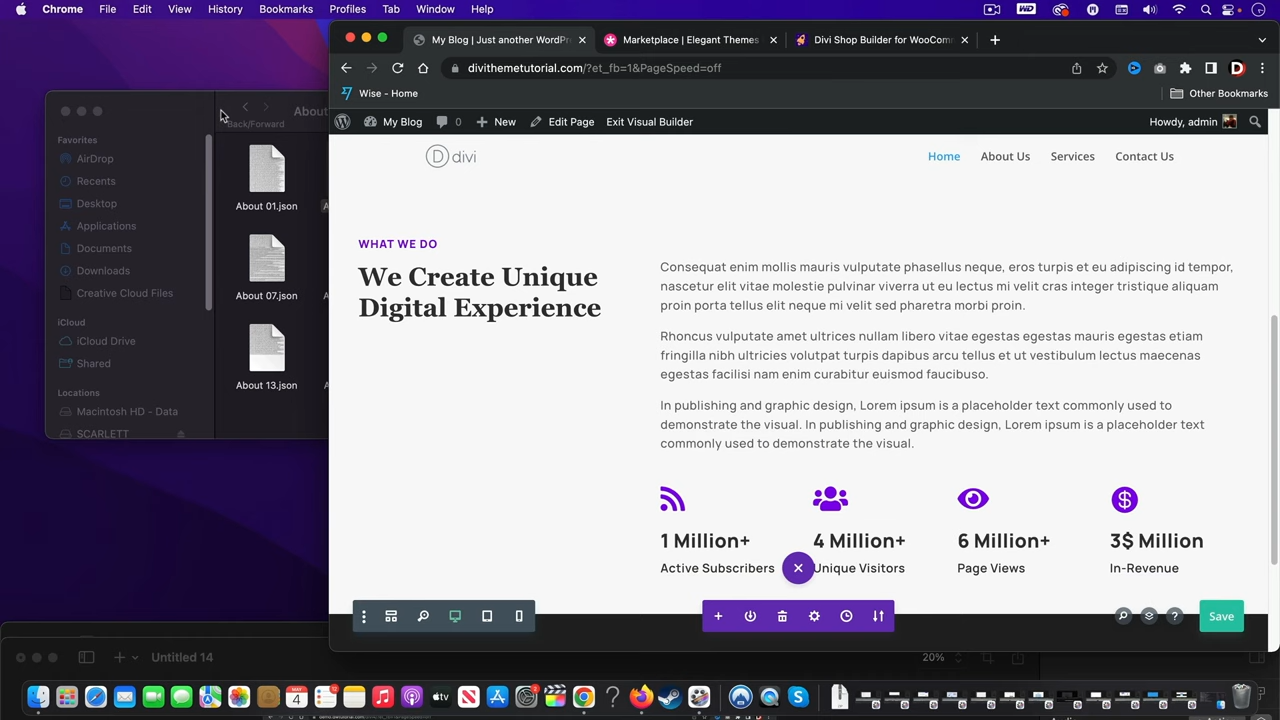 Chrome File Edit View History Bookmarks Profiles Tab Window Help
My Blog | Just another WordPr
Marketplace | Elegant Themes
Divi Shop Builder for WooCom
divithemetutorial.com/?et_fb=1&PageSpeed=off
Wise - Home
Other Bookmarks
My Blog 0 New Edit Page Exit Visual Builder
Howdy, admin
Back/Forward
About
Favorites
AirDrop
Recents
Desktop
Applications
Documents
Downloads
Creative Cloud Files
iCloud
iCloud Drive
Shared
Locations
Macintosh HD - Data
SCARLETT
About 01.json
About 07.json
About 13.json
divi
Home About Us Services Contact Us
WHAT WE DO
We Create Unique
Digital Experience
Consequat enim mollis mauris vulputate phasellus neque, eros turpis et eu adipiscing id tempor,
nascetur elit vitae molestie pulvinar viverra ut eu lectus mi velit cras integer tristique aliquam
proin porta tellus elit neque mi velit sed pharetra morbi proin.
Rhoncus vulputate amet ultrices nullam libero vitae egestas egestas mauris egestas etiam
fringilla nibh ultricies volutpat turpis dapibus arcu tellus et ut vestibulum lectus maecenas
egestas facilisi nam enim curabitur euismod faucibuso.
In publishing and graphic design, Lorem ipsum is a placeholder text commonly used to
demonstrate the visual. In publishing and graphic design, Lorem ipsum is a placeholder text
commonly used to demonstrate the visual.
1 Million+ 4 Million+ 6 Million+ 3$ Million
Active Subscribers Unique Visitors Page Views In-Revenue
Save
Untitled 14
20%